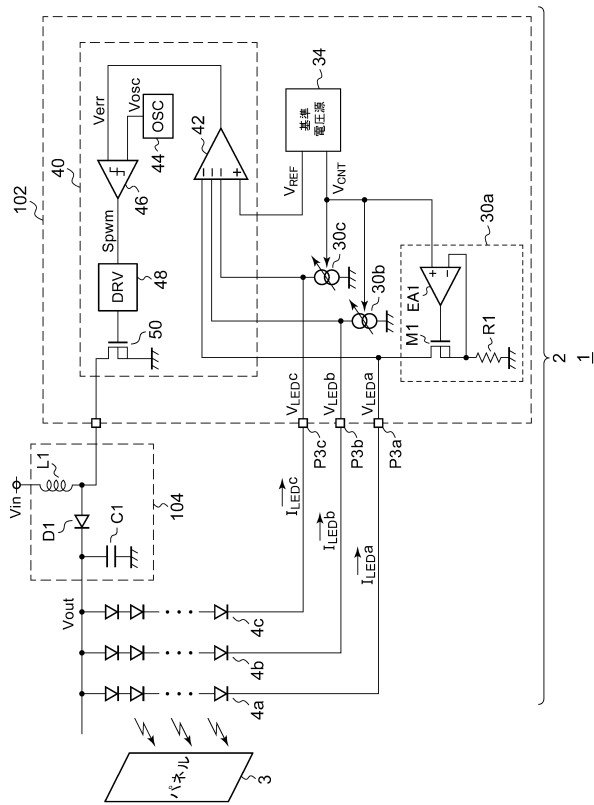 102
40
Verr
Vosc
OSC
44
46
Spwm
DRV
48
50
42
34
基準
電圧源
VREF
VCNT
30c
30b
30a
EA1
M1
R1
Vin
L1
D1
C1
104
Vout
VLEDc
VLEDb
VLEDa
P3c
P3b
P3a
ILEDc
ILEDb
ILEDa
4c
4b
4a
パネル
3
2
1